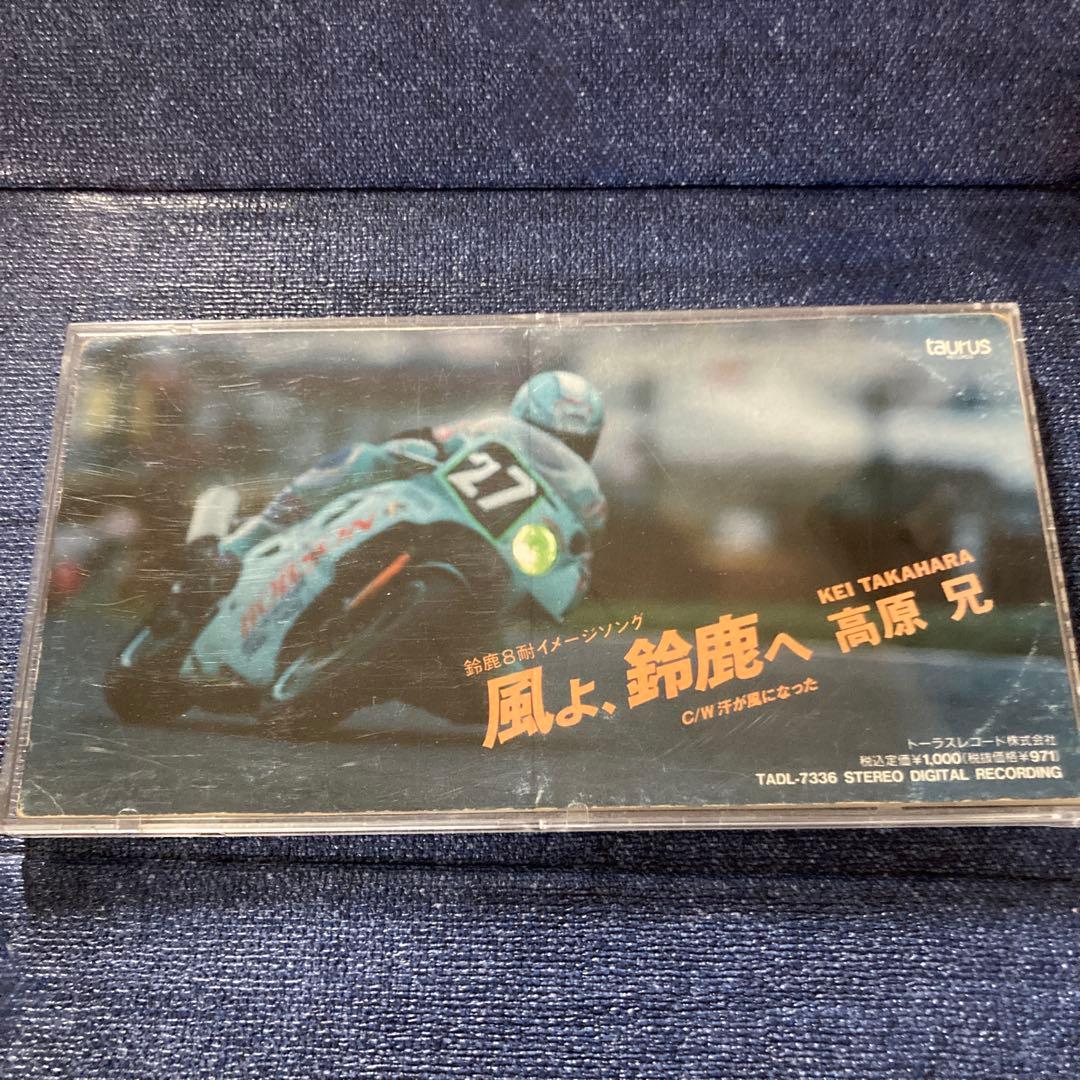 taurus
27
KEI TAKAHARA
高原 兄
鈴鹿8耐イメージソング
風よ、鈴鹿へ
C/W 汗が風になった
トーラスレコード株式会社
税込定価¥1,000(税抜価格¥971)
TADL-7336 STEREO DIGITAL RECORDING